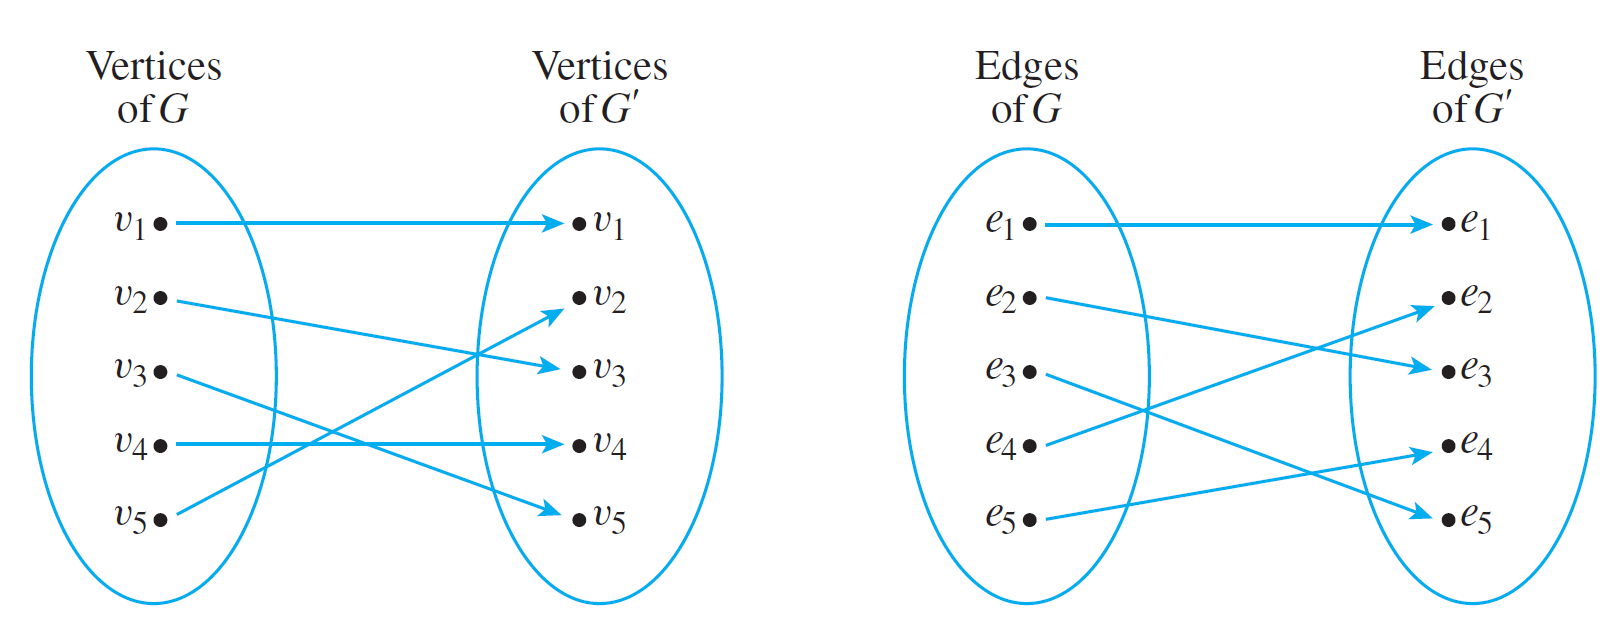 Vertices
of G
Vertices
of G′
Edges
of G
Edges
of G′
v₁ v₁
v₂ v₂
v₃ v₃
v₄ v₄
v₅ v₅
e₁ e₁
e₂ e₂
e₃ e₃
e₄ e₄
e₅ e₅